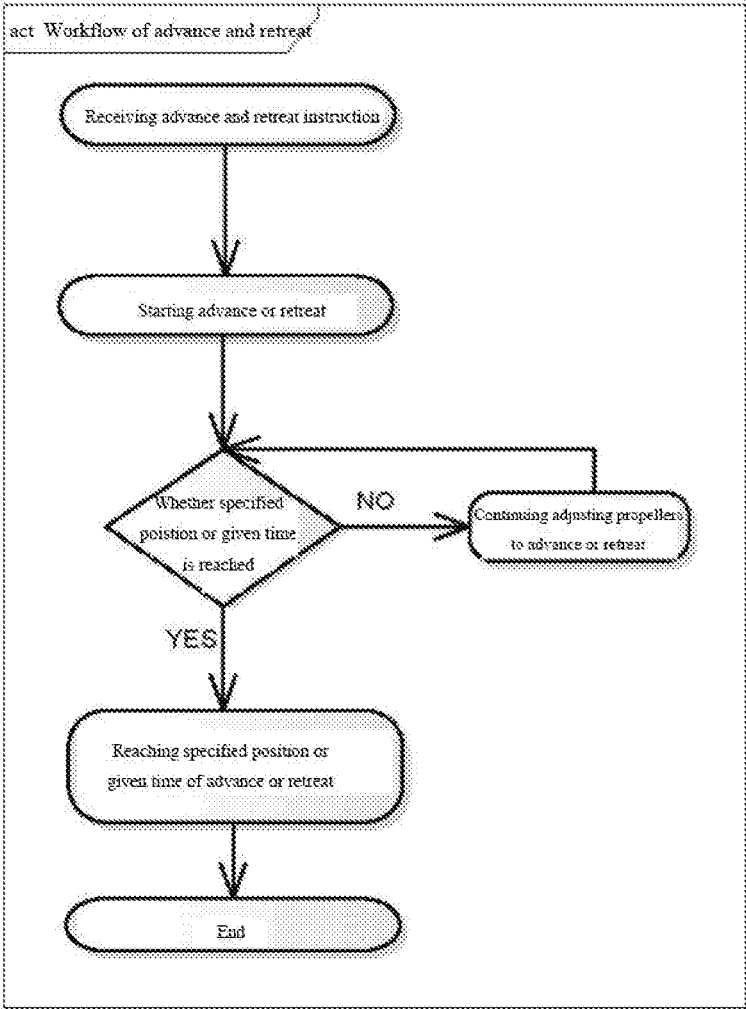 act Workflow of advance and retreat
Receiving advance and retreat instruction
Starting advance or retreat
Whether specified
poistion or given time
is reached
NO
Continuing adjusting propellers
to advance or retreat
YES
Reaching specified position or
given time of advance or retreat
End